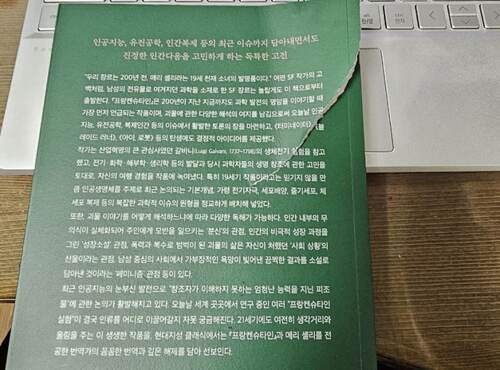 인공지능, 유전공학, 인간복제 등의 최근 이슈까지 담아내면서도
진정한 인간다움을 고민하게 하는 독특한 고전
“우리 장르는 200년 전, 메리 셸리라는 19세 천재 소녀의 발명품이다.” 어떤 SF 작가의 고
백처럼, 남성의 전유물로 여겨지던 과학을 소재로 한 SF 장르는 놀랍게도 이 책으로부터
출발한다. 『프랑켄슈타인』은 200년이 지난 지금까지도 과학 발전의 명암을 이야기할 때
가장 먼저 언급되는 작품이며, 괴물에 관한 다양한 해석의 여지를 남김으로써 오늘날 인공
지능, 유전공학, 복제인간 등의 이슈에서 활발한 토론의 장을 마련하고, 〈터미네이터〉,
레이드 러너〉, 〈아이, 로봇〉 등의 탄생에도 결정적 아이디어를 제공했다.
작가는 산업혁명의 큰 관심사였던 갈바니(Luigi Galvani, 1737~1798)의 생체전기 실험을 참고
했고, 전기·화학·해부학·생리학 등의 발달과 당시 과학자들의 생명 창조에 관한 고민을
토대로, 자신의 여행 경험을 작품에 녹여냈다. 특히 19세기 작품이라고는 믿기지 않을 만
큼 인공생명체를 주제로 최근 논의되는 기본개념, 가령 전기자극, 세포배양, 줄기세포, 체
세포 복제 등의 복잡한 과학적 이슈의 원형을 정교하게 배치해 넣었다.
또한, 괴물 이야기를 어떻게 해석하느냐에 따라 다양한 독해가 가능하다. 인간 내부의 무
의식이 실체화되어 주인에게 모반을 일으키는 ‘분신’의 관점, 인간의 비극적 성장 과정을
그린 ‘성장소설’ 관점, 폭력과 복수로 범벅이 된 괴물의 삶은 자신이 처했던 ‘사회 상황’의
산물이라는 관점, 남성 중심의 사회에서 가부장적인 욕망이 빚어낸 끔찍한 결과를 소설로
담아낸 것이라는 ‘페미니즘’ 관점 등이 있다.
최근 인공지능의 눈부신 발전으로 “창조자가 이해하지 못하는 엄청난 능력을 지닌 피조
물”에 관한 논의가 활발해지고 있다. 오늘날 세계 곳곳에서 연구 중인 여러 “프랑켄슈타인
실험”이 결국 인류를 어디로 이끌어갈지 자못 궁금해진다. 21세기에도 여전히 생각거리와
울림을 주는 이 생생한 작품을, 현대지성 클래식에서는 『프랑켄슈타인』과 메리 셸리를 전
공한 번역가의 꼼꼼한 번역과 깊은 해제를 담아 선보인다.